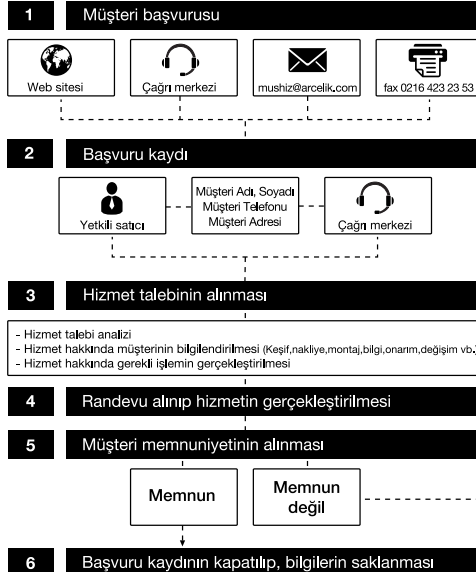 1 Müşteri başvurusu
Web sitesi
Çağrı merkezi
mushiz@arcelik.com
fax 0216 423 23 53
2 Başvuru kaydı
Yetkili satıcı
Müşteri Adı, Soyadı
Müşteri Telefonu
Müşteri Adresi
Çağrı merkezi
3 Hizmet talebinin alınması
- Hizmet talebi analizi
- Hizmet hakkında müşterinin bilgilendirilmesi (Keşif,nakliye,montaj,bilgi,onarım,değişim vb.)
- Hizmet hakkında gerekli işlemin gerçekleştirilmesi
4 Randevu alınıp hizmetin gerçekleştirilmesi
5 Müşteri memnuniyetinin alınması
Memnun
Memnun
değil
6 Başvuru kaydının kapatılıp, bilgilerin saklanması